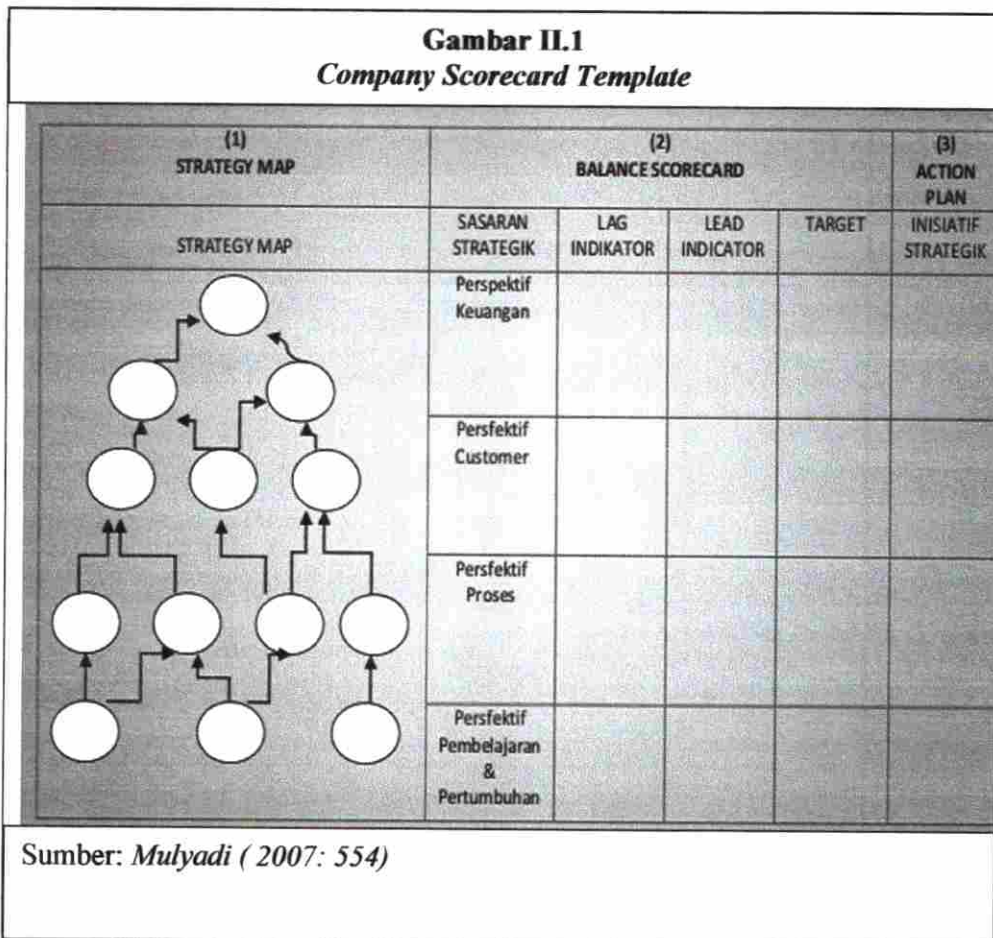 Gambar II.1
Company Scorecard Template
(1)
STRATEGY MAP
(2)
BALANCE SCORECARD
(3)
ACTION
PLAN
STRATEGY MAP
SASARAN
STRATEGIK
LAG
INDIKATOR
LEAD
INDICATOR
TARGET
INISIATIF
STRATEGIK
Perspektif
Keuangan
Persfektif
Customer
Persfektif
Proses
Persfektif
Pembelajaran
&
Pertumbuhan
Sumber: Mulyadi ( 2007: 554)